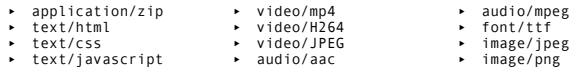 ▸ application/zip
▸ text/html
▸ text/css
▸ text/javascript
▸ video/mp4
▸ video/H264
▸ video/JPEG
▸ audio/aac
▸ audio/mpeg
▸ font/ttf
▸ image/jpeg
▸ image/png